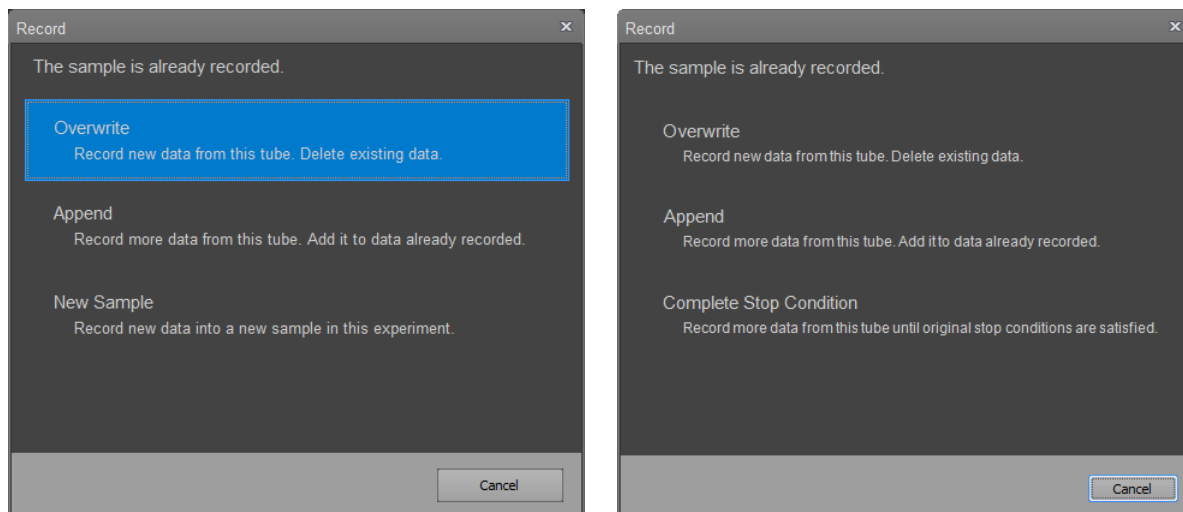 Record
The sample is already recorded.
Overwrite
Record new data from this tube. Delete existing data.
Append
Record more data from this tube. Add it to data already recorded.
New Sample
Record new data into a new sample in this experiment.
Cancel
Record
The sample is already recorded.
Overwrite
Record new data from this tube. Delete existing data.
Append
Record more data from this tube. Add it to data already recorded.
Complete Stop Condition
Record more data from this tube until original stop conditions are satisfied.
Cancel